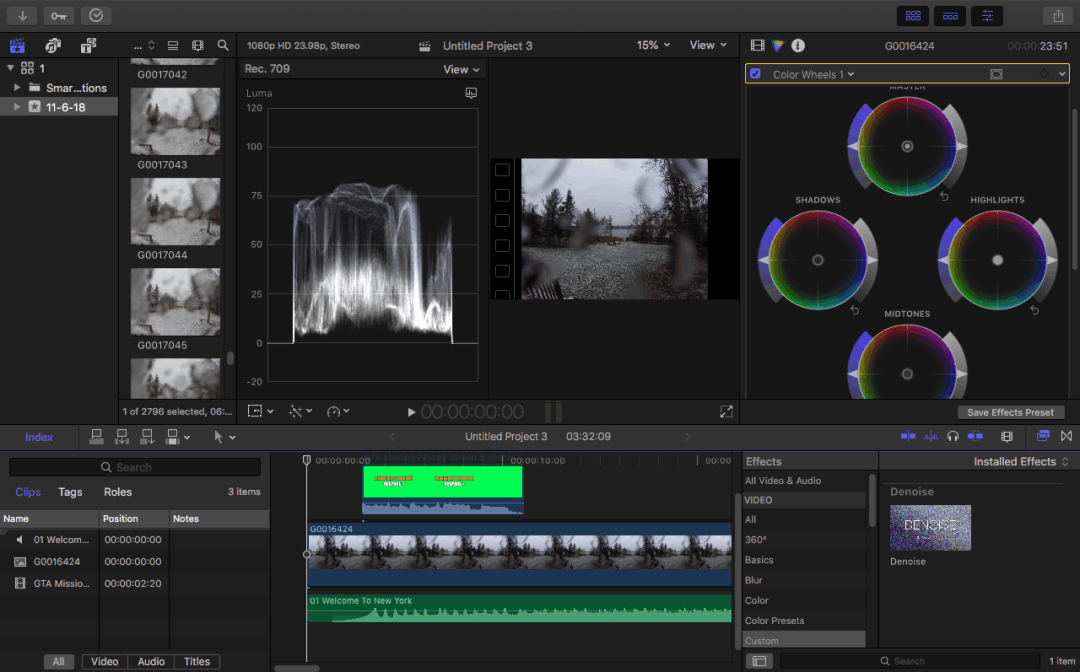 1080p HD 23.98p, Stereo
Untitled Project 3
15%
View
G0016424
00:00:23:51
1
Smar...tions
11-6-18
G0017042
G0017043
G0017044
G0017045
1 of 2796 selected, 06:...
Rec. 709
View
Luma
120
100
75
50
25
0
-20
00:00:00:00
Color Wheels 1
MASTER
SHADOWS
HIGHLIGHTS
MIDTONES
Save Effects Preset
Index
Untitled Project 3
03:32:09
Search
Clips
Tags
Roles
3 items
Name
Position
Notes
01 Welcom...
00:00:00:00
G0016424
00:00:00:00
GTA Missio...
00:00:02:20
All
Video
Audio
Titles
00:00:00:00
00:00:10:00
00:00
G0016424
01 Welcome To New York
Effects
Installed Effects
All Video & Audio
VIDEO
All
360°
Basics
Blur
Color
Color Presets
Custom
Denoise
DENOISE
Denoise
Search
1 item